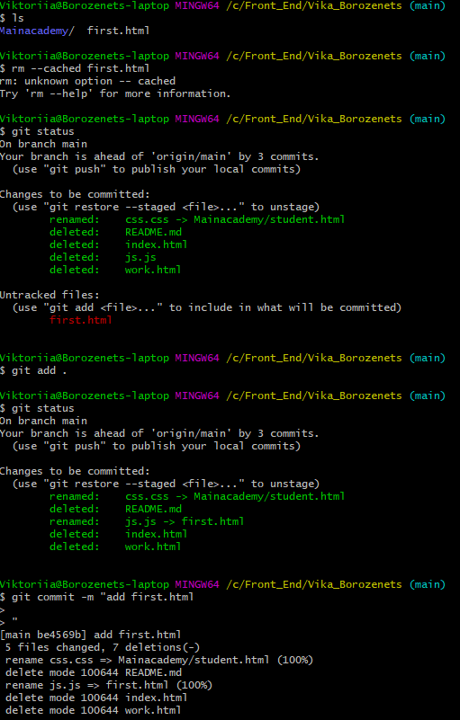 Viktoriia@Borozenets-laptop MINGW64 /c/Front_End/Vika_Borozenets (main)
$ ls
Mainacademy/  first.html

Viktoriia@Borozenets-laptop MINGW64 /c/Front_End/Vika_Borozenets (main)
$ rm --cached first.html
rm: unknown option -- cached
Try 'rm --help' for more information.

Viktoriia@Borozenets-laptop MINGW64 /c/Front_End/Vika_Borozenets (main)
$ git status
On branch main
Your branch is ahead of 'origin/main' by 3 commits.
  (use "git push" to publish your local commits)

Changes to be committed:
  (use "git restore --staged <file>..." to unstage)
        renamed:    css.css -> Mainacademy/student.html
        deleted:    README.md
        deleted:    index.html
        deleted:    js.js
        deleted:    work.html

Untracked files:
  (use "git add <file>..." to include in what will be committed)
        first.html

Viktoriia@Borozenets-laptop MINGW64 /c/Front_End/Vika_Borozenets (main)
$ git add .

Viktoriia@Borozenets-laptop MINGW64 /c/Front_End/Vika_Borozenets (main)
$ git status
On branch main
Your branch is ahead of 'origin/main' by 3 commits.
  (use "git push" to publish your local commits)

Changes to be committed:
  (use "git restore --staged <file>..." to unstage)
        renamed:    css.css -> Mainacademy/student.html
        deleted:    README.md
        renamed:    js.js -> first.html
        deleted:    index.html
        deleted:    work.html

Viktoriia@Borozenets-laptop MINGW64 /c/Front_End/Vika_Borozenets (main)
$ git commit -m "add first.html
>
> "
[main be4569b] add first.html
 5 files changed, 7 deletions(-)
 rename css.css => Mainacademy/student.html (100%)
 delete mode 100644 README.md
 rename js.js => first.html (100%)
 delete mode 100644 index.html
 delete mode 100644 work.html